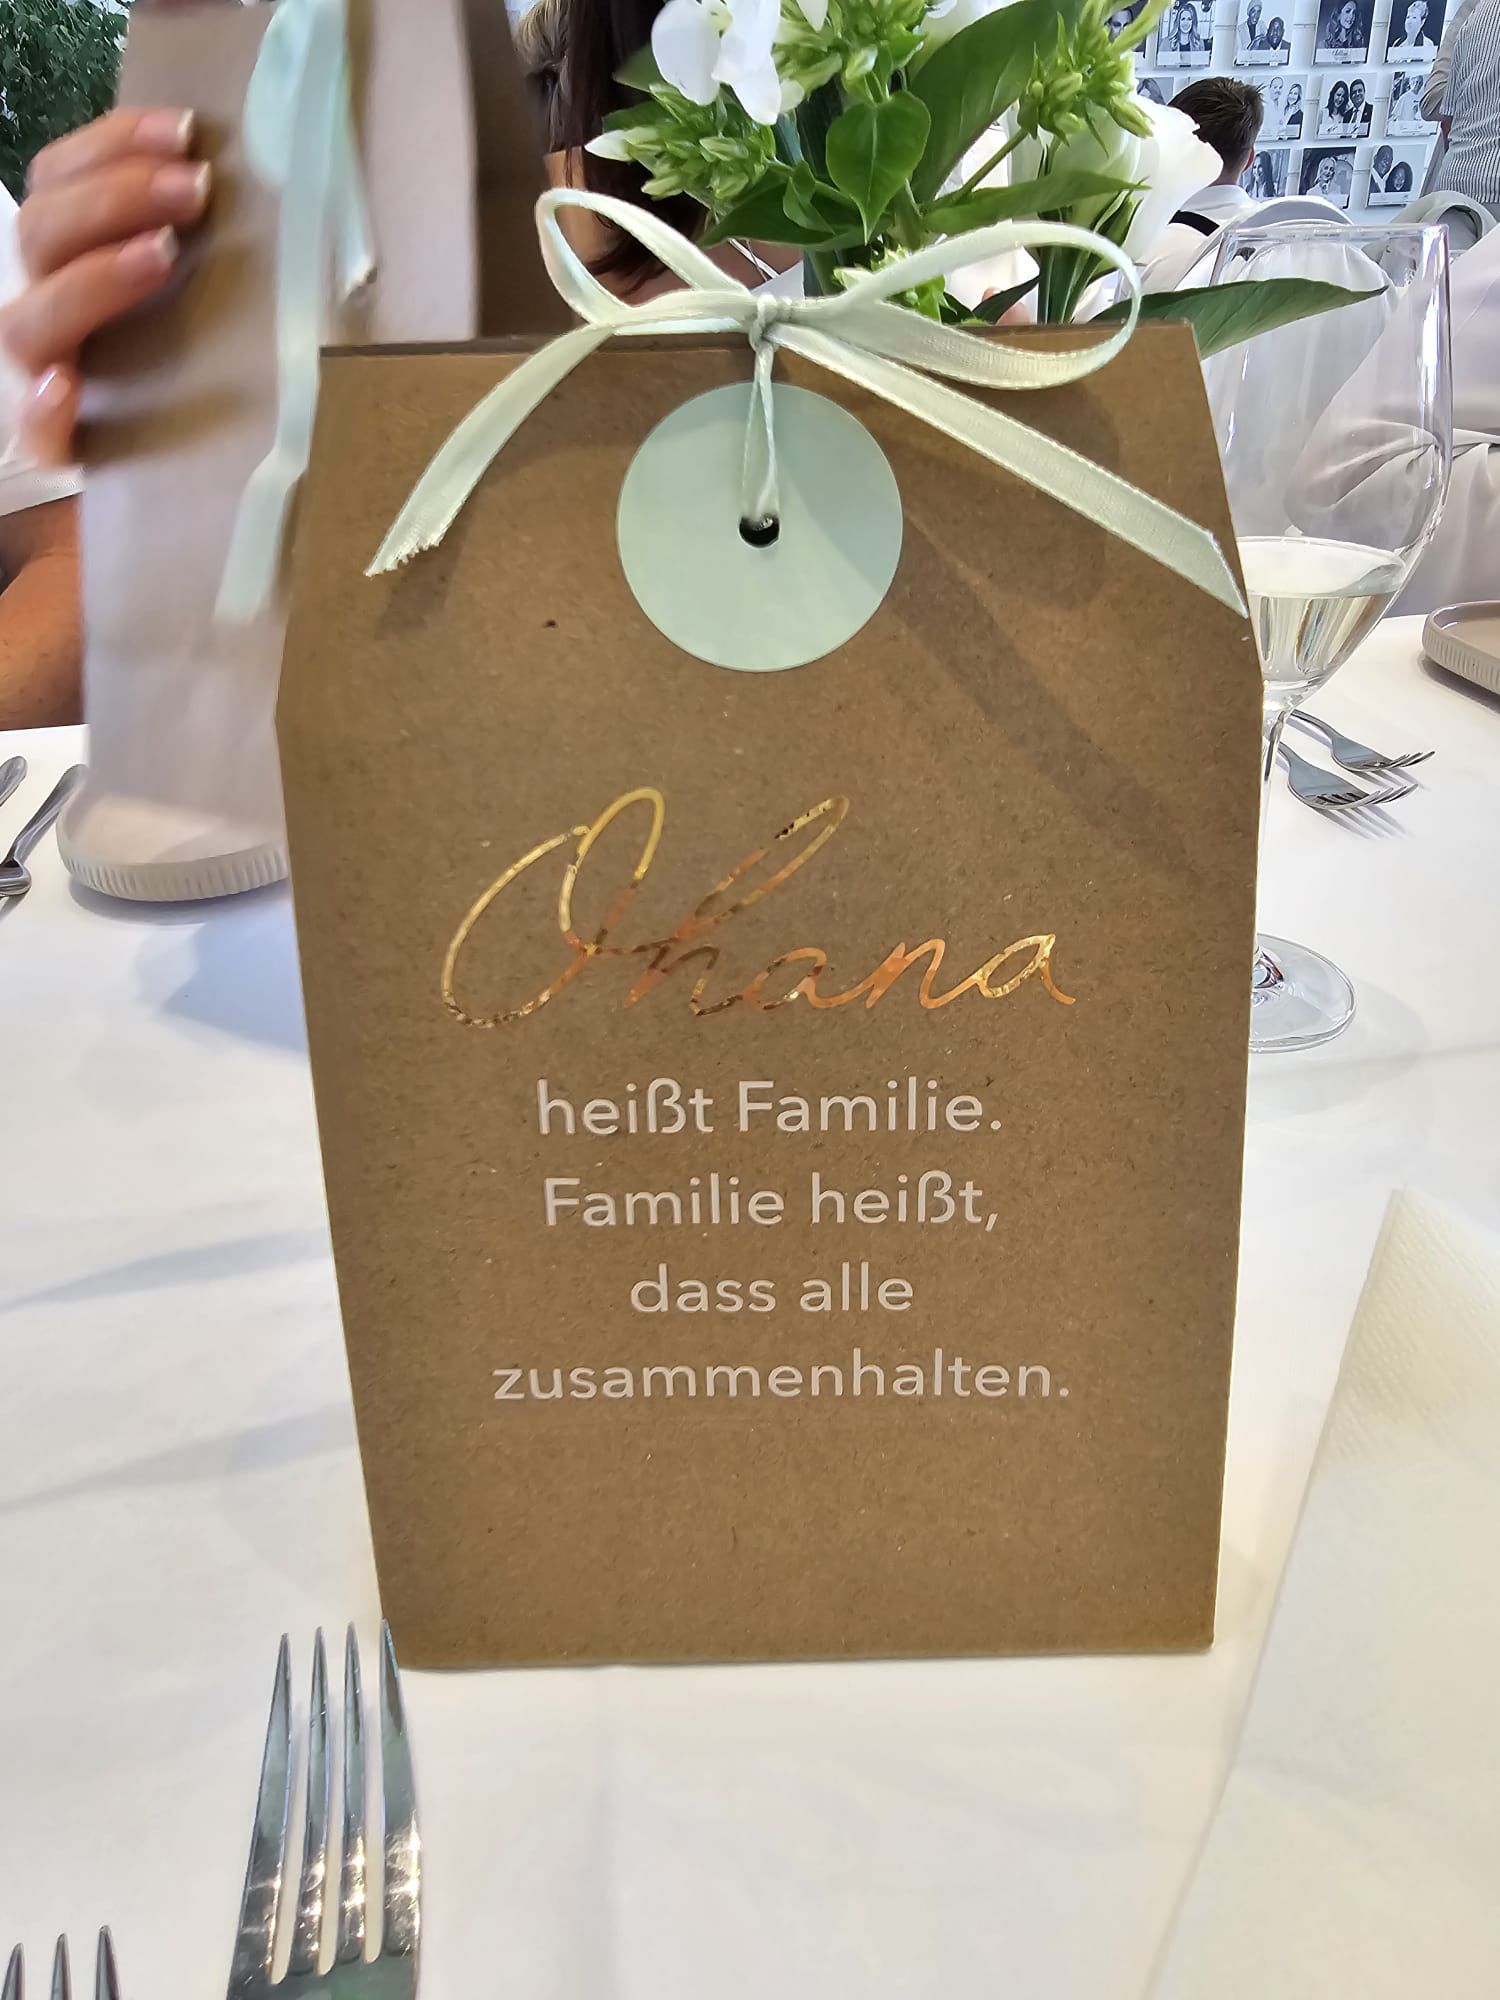 Ohana
heißt Familie.
Familie heißt,
dass alle
zusammenhalten.